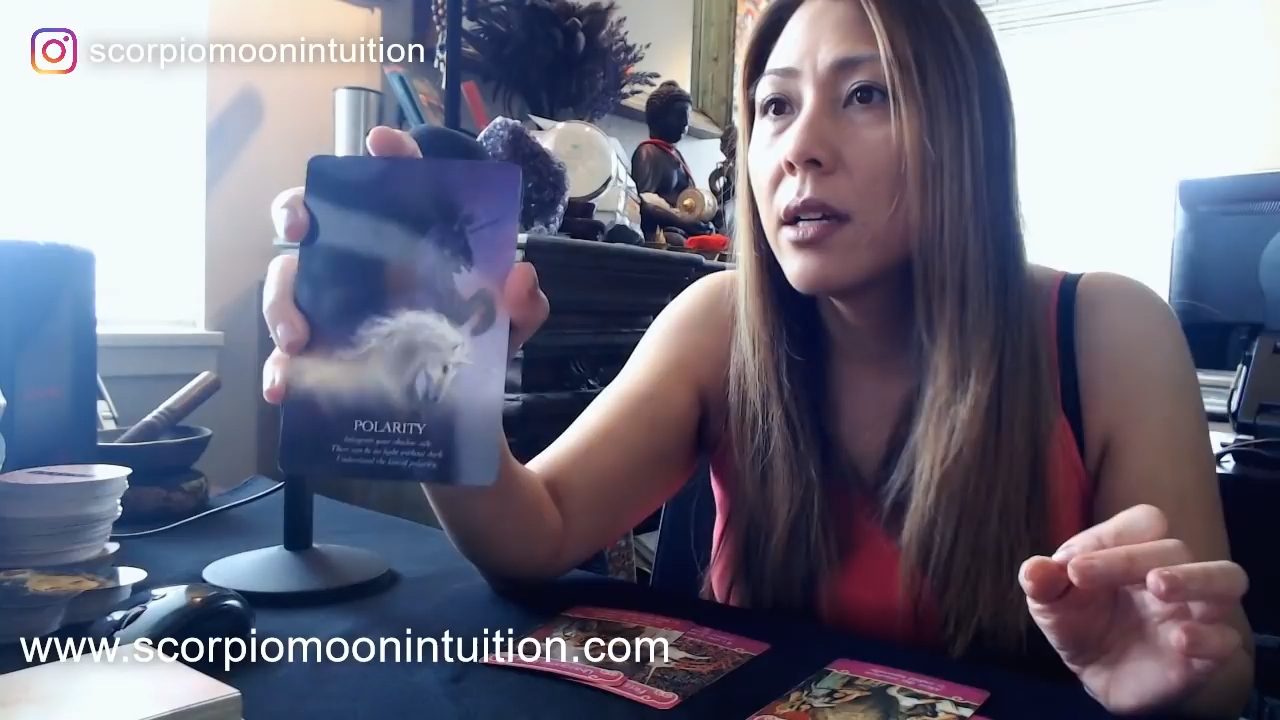 scorpiomoonintuition
POLARITY
Integrate your shadow side
There can be no light without dark
Understand the law of polarity
www.scorpiomoonintuition.com